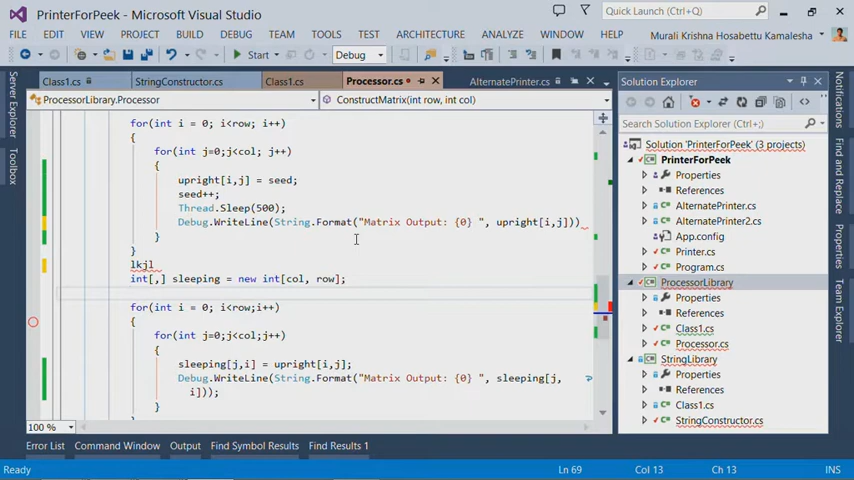 PrinterForPeek - Microsoft Visual Studio
Quick Launch (Ctrl+Q)
FILE EDIT VIEW PROJECT BUILD DEBUG TEAM TOOLS TEST ARCHITECTURE ANALYZE WINDOW HELP
Murali Krishna Hosabettu Kamalesha
Start Debug
Class1.cs StringConstructor.cs Class1.cs Processor.cs AlternatePrinter.cs
ProcessorLibrary.Processor ConstructMatrix(int row, int col)
for(int i = 0; i<row; i++)
{
for(int j=0;j<col; j++)
{
upright[i,j] = seed;
seed++;
Thread.Sleep(500);
Debug.WriteLine(String.Format("Matrix Output: {0} ", upright[i,j]))
}
}
lkjl
int[,] sleeping = new int[col, row];
for(int i = 0; i<row;i++)
{
for(int j=0;j<col;j++)
{
sleeping[j,i] = upright[i,j];
Debug.WriteLine(String.Format("Matrix Output: {0} ", sleeping[j,
i]));
}
100 %
Server Explorer
Toolbox
Solution Explorer
Search Solution Explorer (Ctrl+;)
Solution 'PrinterForPeek' (3 projects)
PrinterForPeek
Properties
References
AlternatePrinter.cs
AlternatePrinter2.cs
App.config
Printer.cs
Program.cs
ProcessorLibrary
Properties
References
Class1.cs
Processor.cs
StringLibrary
Properties
References
Class1.cs
StringConstructor.cs
Notifications
Find and Replace
Team Explorer
Error List Command Window Output Find Symbol Results Find Results 1
Ready Ln 69 Col 13 Ch 13 INS